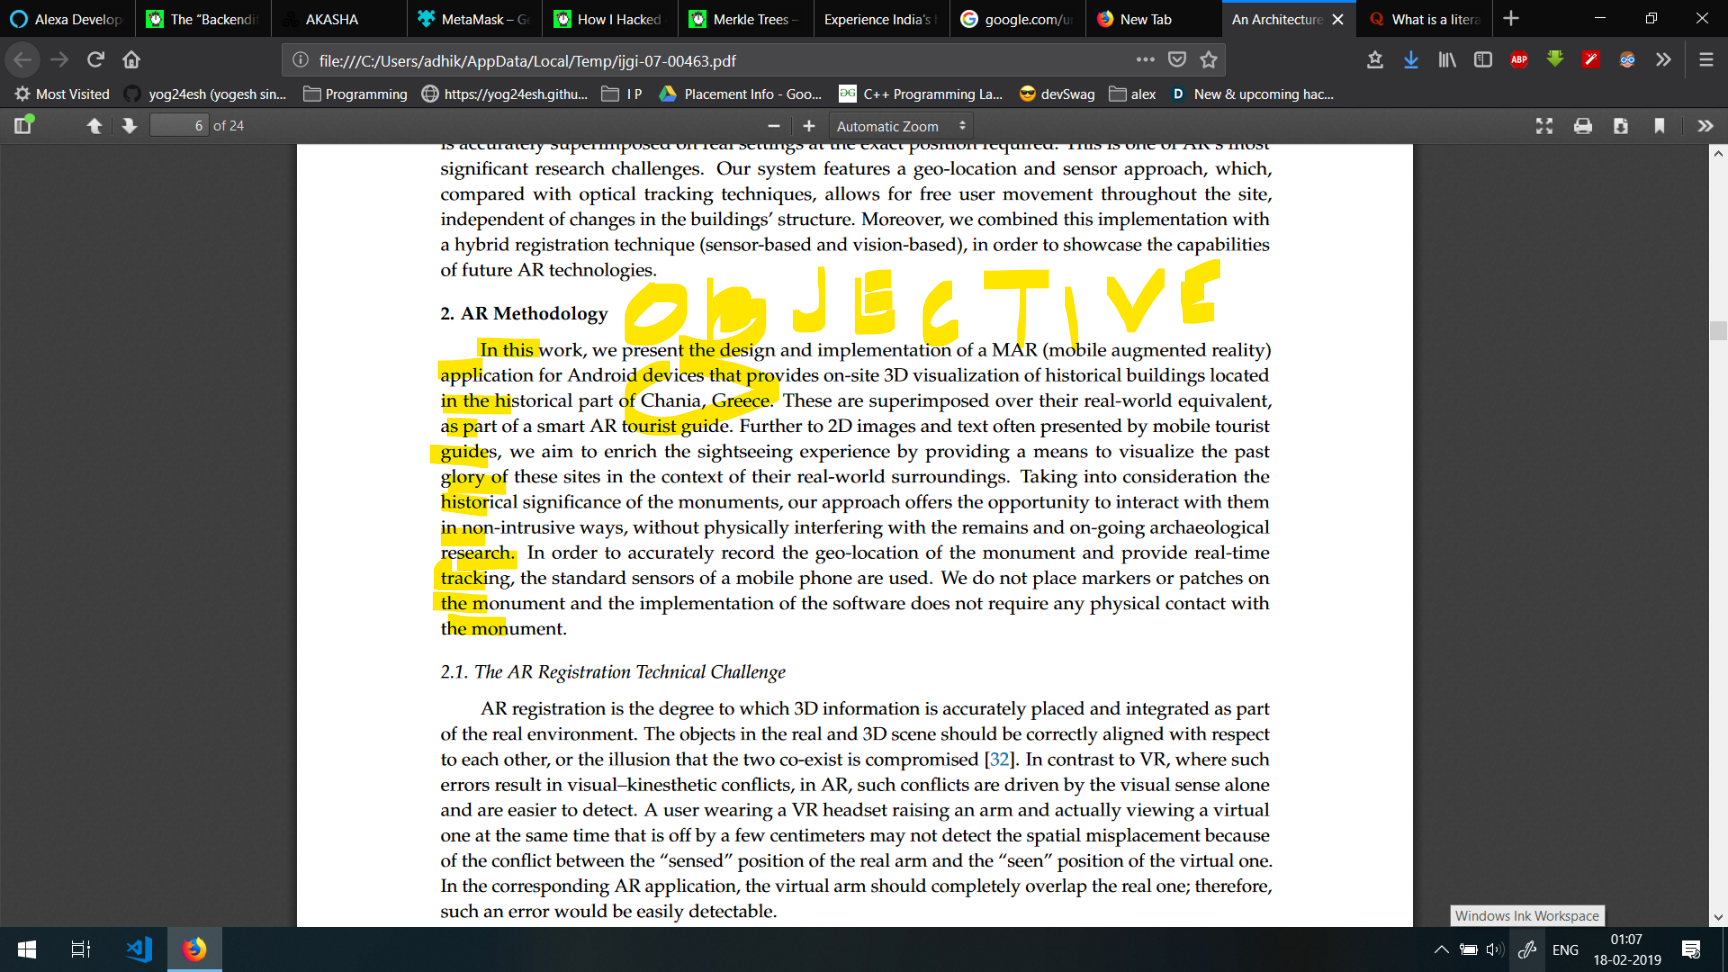 Alexa Develop
The “Backendi
AKASHA
MetaMask – G
How I Hacked
Merkle Trees –
Experience India's
google.com/u
New Tab
An Architecture
What is a litera
file:///C:/Users/adhik/AppData/Local/Temp/ijgi-07-00463.pdf
ABP
Most Visited
yog24esh (yogesh sin...
Programming
https://yog24esh.githu...
I P
Placement Info - Goo...
C++ Programming La...
devSwag
alex
D New & upcoming hac...
6 of 24
Automatic Zoom
is accurately superimposed on real settings at the exact position required. This is one of AR's most
significant research challenges. Our system features a geo-location and sensor approach, which,
compared with optical tracking techniques, allows for free user movement throughout the site,
independent of changes in the buildings’ structure. Moreover, we combined this implementation with
a hybrid registration technique (sensor-based and vision-based), in order to showcase the capabilities
of future AR technologies.
OBJECTIVE
2. AR Methodology
In this work, we present the design and implementation of a MAR (mobile augmented reality)
application for Android devices that provides on-site 3D visualization of historical buildings located
in the historical part of Chania, Greece. These are superimposed over their real-world equivalent,
as part of a smart AR tourist guide. Further to 2D images and text often presented by mobile tourist
guides, we aim to enrich the sightseeing experience by providing a means to visualize the past
glory of these sites in the context of their real-world surroundings. Taking into consideration the
historical significance of the monuments, our approach offers the opportunity to interact with them
in non-intrusive ways, without physically interfering with the remains and on-going archaeological
research. In order to accurately record the geo-location of the monument and provide real-time
tracking, the standard sensors of a mobile phone are used. We do not place markers or patches on
the monument and the implementation of the software does not require any physical contact with
the monument.
2.1. The AR Registration Technical Challenge
AR registration is the degree to which 3D information is accurately placed and integrated as part
of the real environment. The objects in the real and 3D scene should be correctly aligned with respect
to each other, or the illusion that the two co-exist is compromised [32]. In contrast to VR, where such
errors result in visual–kinesthetic conflicts, in AR, such conflicts are driven by the visual sense alone
and are easier to detect. A user wearing a VR headset raising an arm and actually viewing a virtual
one at the same time that is off by a few centimeters may not detect the spatial misplacement because
of the conflict between the “sensed” position of the real arm and the “seen” position of the virtual one.
In the corresponding AR application, the virtual arm should completely overlap the real one; therefore,
such an error would be easily detectable.
Windows Ink Workspace
ENG
01:07
18-02-2019